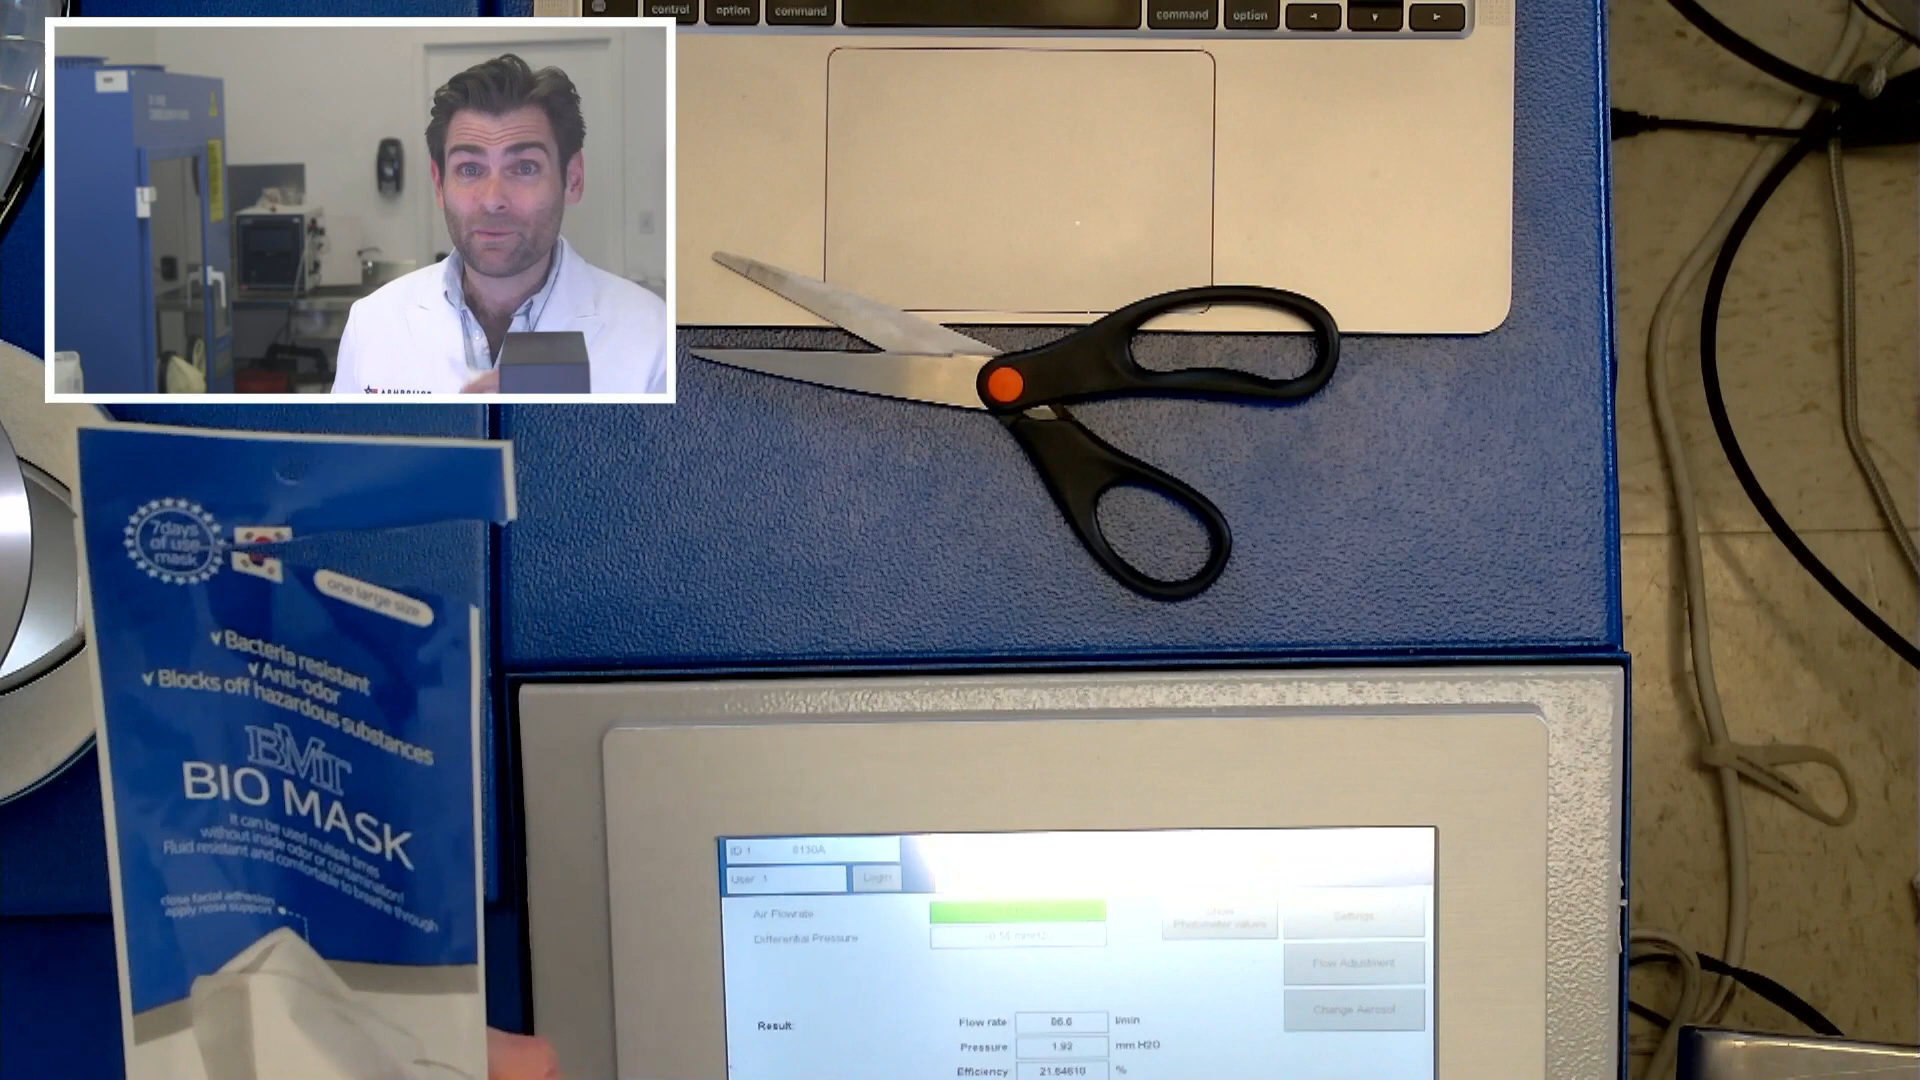 control
option
command
command
option
7days
of use
mask
one large size
√ Bacteria resistant
√ Anti-odor
√ Blocks off hazardous substances
BMT
BIO MASK
It can be used multiple times
without inside odor or contamination!
Fluid resistant and comfortable to breathe through
close facial adhesion
apply nose support
ID 1 8130A
User 1 Login
Air Flowrate
Differential Pressure
Show
Photometer values
Settings
Flow Adjustment
Change Aerosol
Result:
Flow rate: l/min
Pressure: 1.92 mm H2O
Efficiency: 21.64610 %